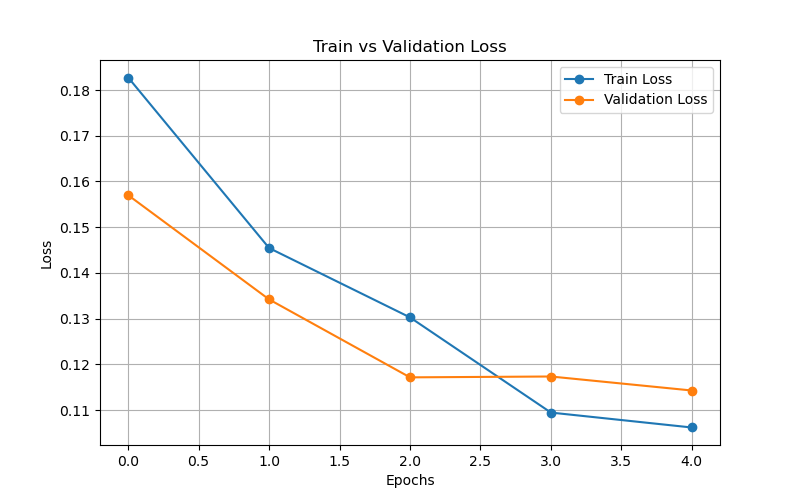 Train vs Validation Loss
Train Loss
Validation Loss
0.18
0.17
0.16
0.15
0.14
0.13
0.12
0.11
Loss
0.0 0.5 1.0 1.5 2.0 2.5 3.0 3.5 4.0
Epochs